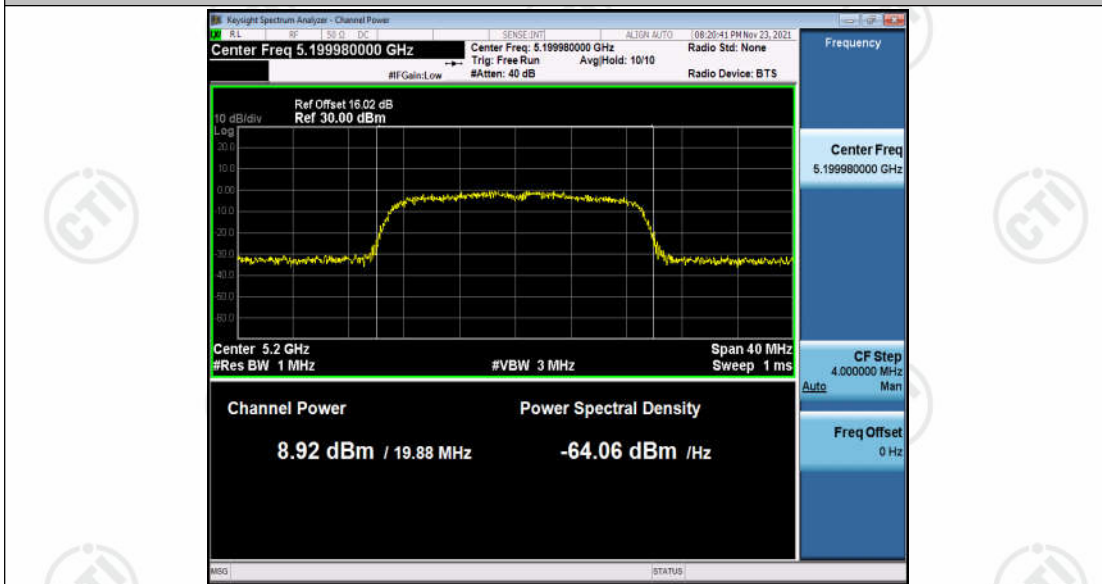 Keysight Spectrum Analyzer - Channel Power
RL RF 50 Ω DC SENSE:INT ALIGN AUTO 08:20:41 PM Nov 23, 2021
Center Freq 5.199980000 GHz
Center Freq: 5.199980000 GHz
Radio Std: None
Trig: Free Run Avg|Hold: 10/10
#IFGain:Low #Atten: 40 dB Radio Device: BTS
Frequency
Ref Offset 16.02 dB
10 dB/div Ref 30.00 dBm
Log
20.0
10.0
0.00
-10.0
-20.0
-30.0
-40.0
-50.0
-60.0
Center 5.2 GHz Span 40 MHz
#Res BW 1 MHz #VBW 3 MHz Sweep 1 ms
Center Freq
5.199980000 GHz
CF Step
4.000000 MHz
Auto Man
Freq Offset
0 Hz
Channel Power Power Spectral Density
8.92 dBm / 19.88 MHz -64.06 dBm /Hz
MSG STATUS
CTI
CTI